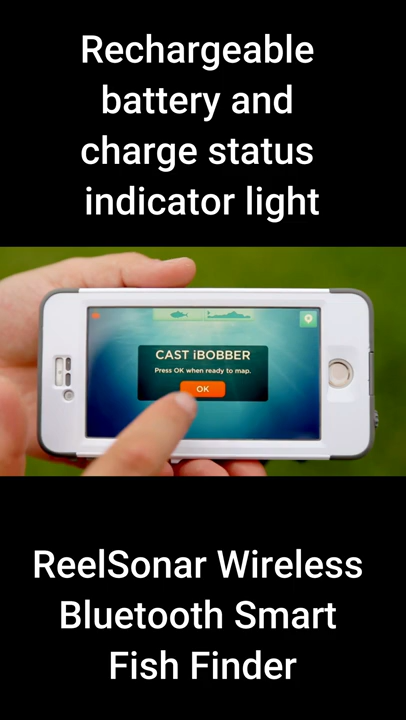 Rechargeable
battery and
charge status
indicator light
CAST iBOBBER
Press OK when ready to map.
OK
ReelSonar Wireless
Bluetooth Smart
Fish Finder